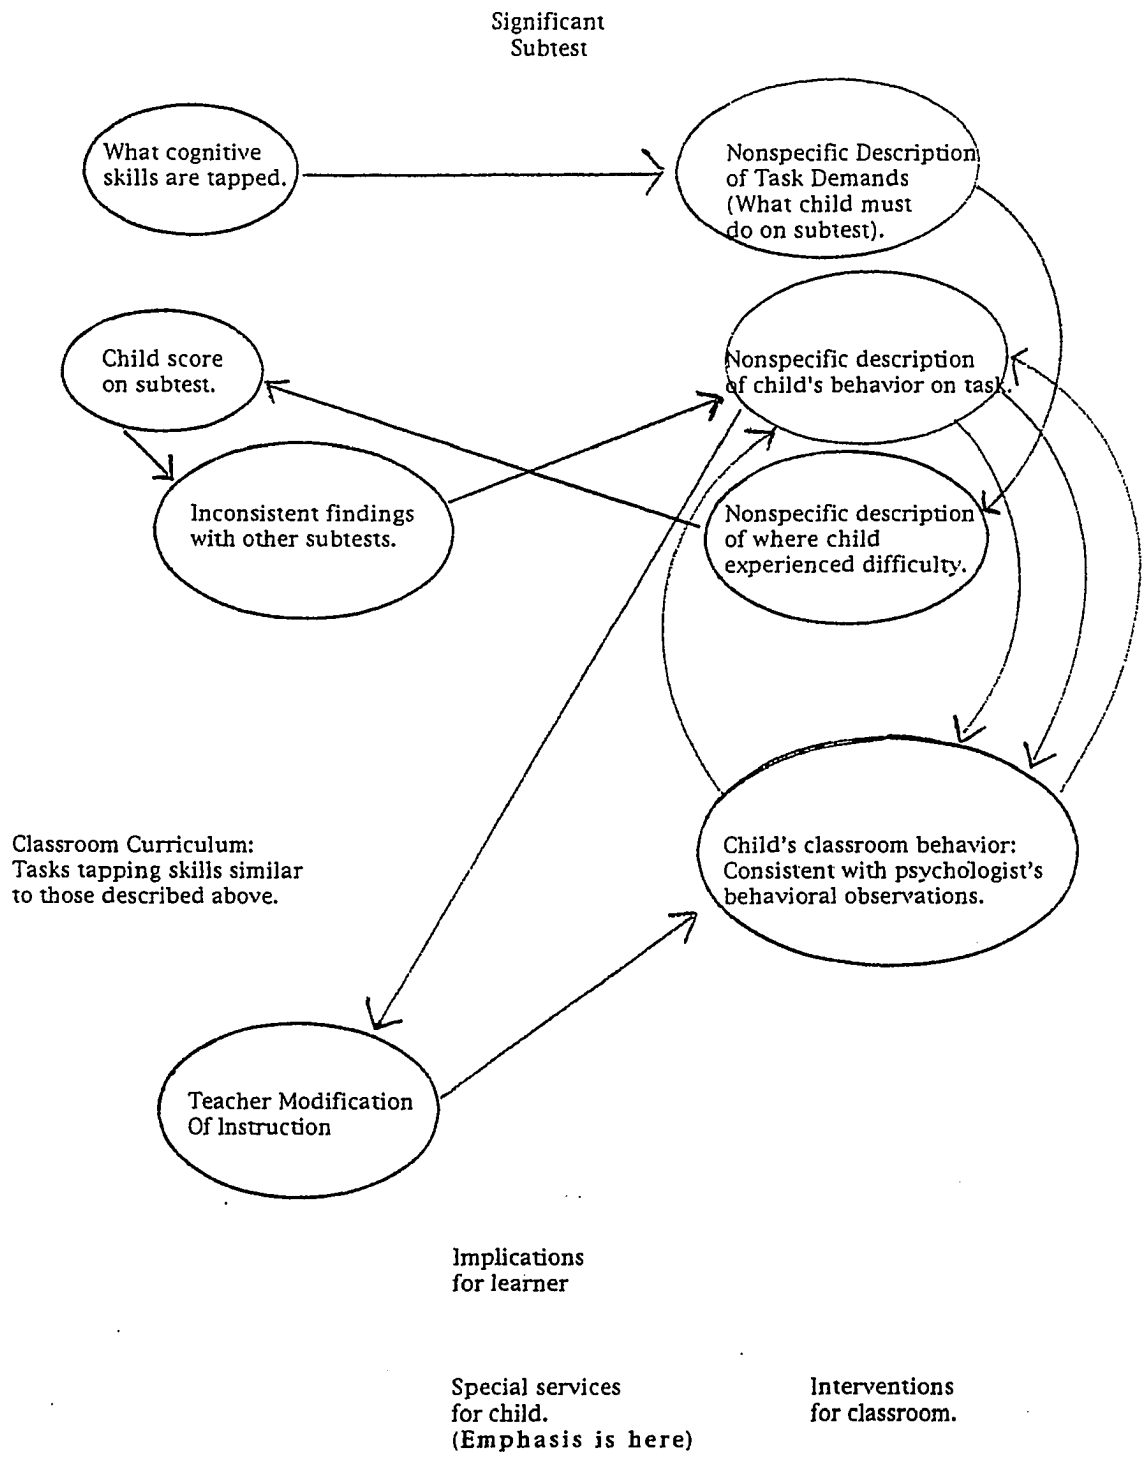 Significant
Subtest
What cognitive
skills are tapped.
Nonspecific Description
of Task Demands
(What child must
do on subtest).
Child score
on subtest.
Nonspecific description
of child's behavior on task.
Inconsistent findings
with other subtests.
Nonspecific description
of where child
experienced difficulty.
Classroom Curriculum:
Tasks tapping skills similar
to those described above.
Child's classroom behavior:
Consistent with psychologist's
behavioral observations.
Teacher Modification
Of Instruction
Implications
for learner
Special services
for child.
(Emphasis is here)
Interventions
for classroom.